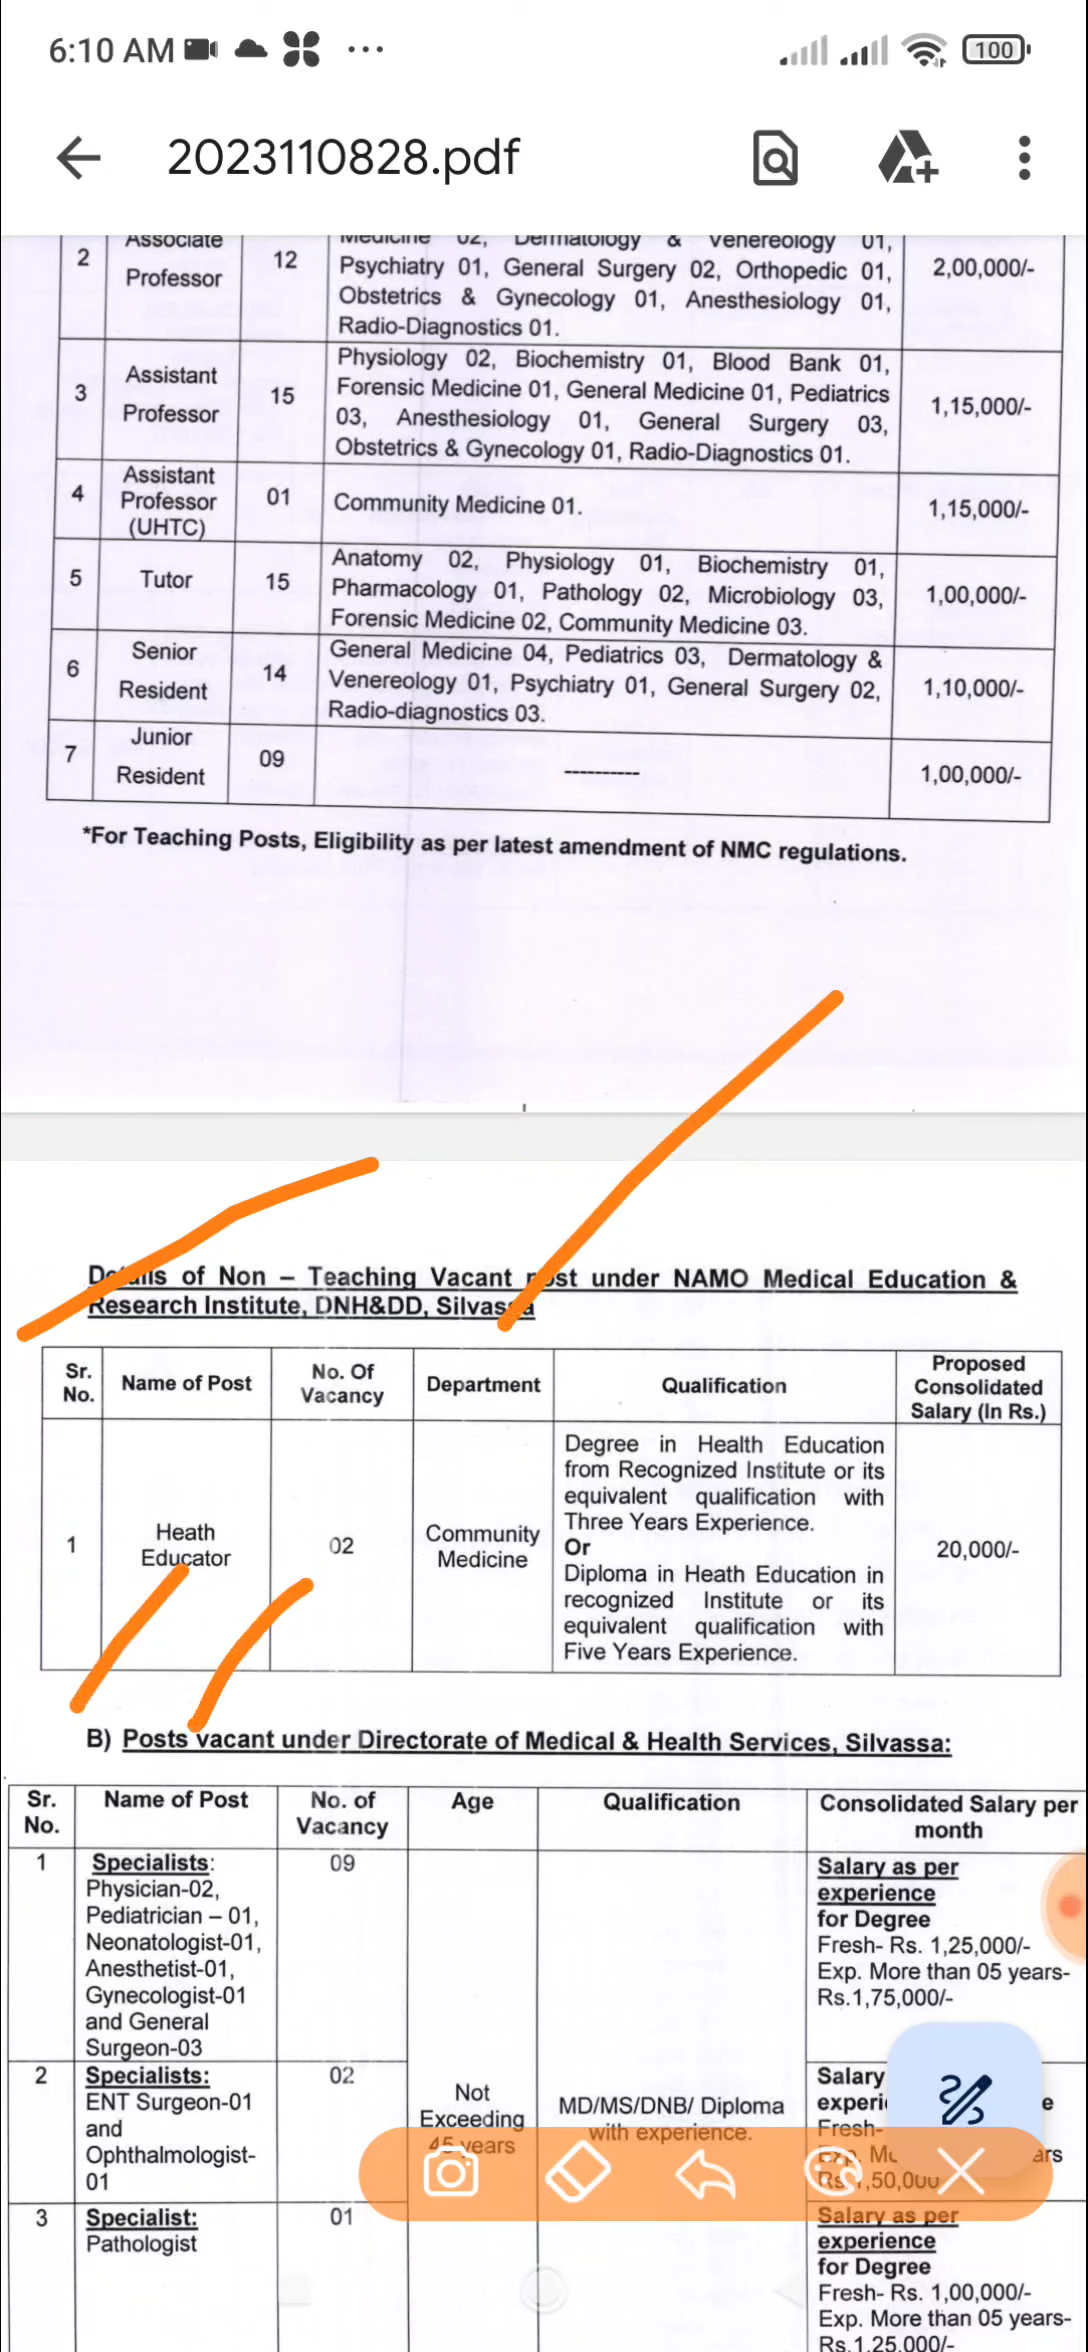 6:10 AM
100
2023110828.pdf
2 Associate Professor 12 Medicine 02, Dermatology & Venereology 01,
Psychiatry 01, General Surgery 02, Orthopedic 01,
Obstetrics & Gynecology 01, Anesthesiology 01,
Radio-Diagnostics 01.
2,00,000/-
3 Assistant Professor 15 Physiology 02, Biochemistry 01, Blood Bank 01,
Forensic Medicine 01, General Medicine 01, Pediatrics
03, Anesthesiology 01, General Surgery 03,
Obstetrics & Gynecology 01, Radio-Diagnostics 01.
1,15,000/-
4 Assistant Professor (UHTC) 01 Community Medicine 01. 1,15,000/-
5 Tutor 15 Anatomy 02, Physiology 01, Biochemistry 01,
Pharmacology 01, Pathology 02, Microbiology 03,
Forensic Medicine 02, Community Medicine 03.
1,00,000/-
6 Senior Resident 14 General Medicine 04, Pediatrics 03, Dermatology &
Venereology 01, Psychiatry 01, General Surgery 02,
Radio-diagnostics 03.
1,10,000/-
7 Junior Resident 09 ---------- 1,00,000/-
*For Teaching Posts, Eligibility as per latest amendment of NMC regulations.
Details of Non – Teaching Vacant post under NAMO Medical Education &
Research Institute, DNH&DD, Silvassa
Sr. No. Name of Post No. Of Vacancy Department Qualification Proposed Consolidated Salary (In Rs.)
1 Heath Educator 02 Community Medicine
Degree in Health Education
from Recognized Institute or its
equivalent qualification with
Three Years Experience.
Or
Diploma in Heath Education in
recognized Institute or its
equivalent qualification with
Five Years Experience.
20,000/-
B) Posts vacant under Directorate of Medical & Health Services, Silvassa:
Sr. No. Name of Post No. of Vacancy Age Qualification Consolidated Salary per month
1 Specialists:
Physician-02,
Pediatrician – 01,
Neonatologist-01,
Anesthetist-01,
Gynecologist-01
and General
Surgeon-03
09
Salary as per
experience
for Degree
Fresh- Rs. 1,25,000/-
Exp. More than 05 years-
Rs.1,75,000/-
2 Specialists:
ENT Surgeon-01
and
Ophthalmologist-
01
02
Not
Exceeding
45 years
MD/MS/DNB/ Diploma
with experience.
Salary
Fresh-
3 Specialist:
Pathologist
01
Salary as per
experience
for Degree
Fresh- Rs. 1,00,000/-
Exp. More than 05 years-
Rs.1,25,000/-